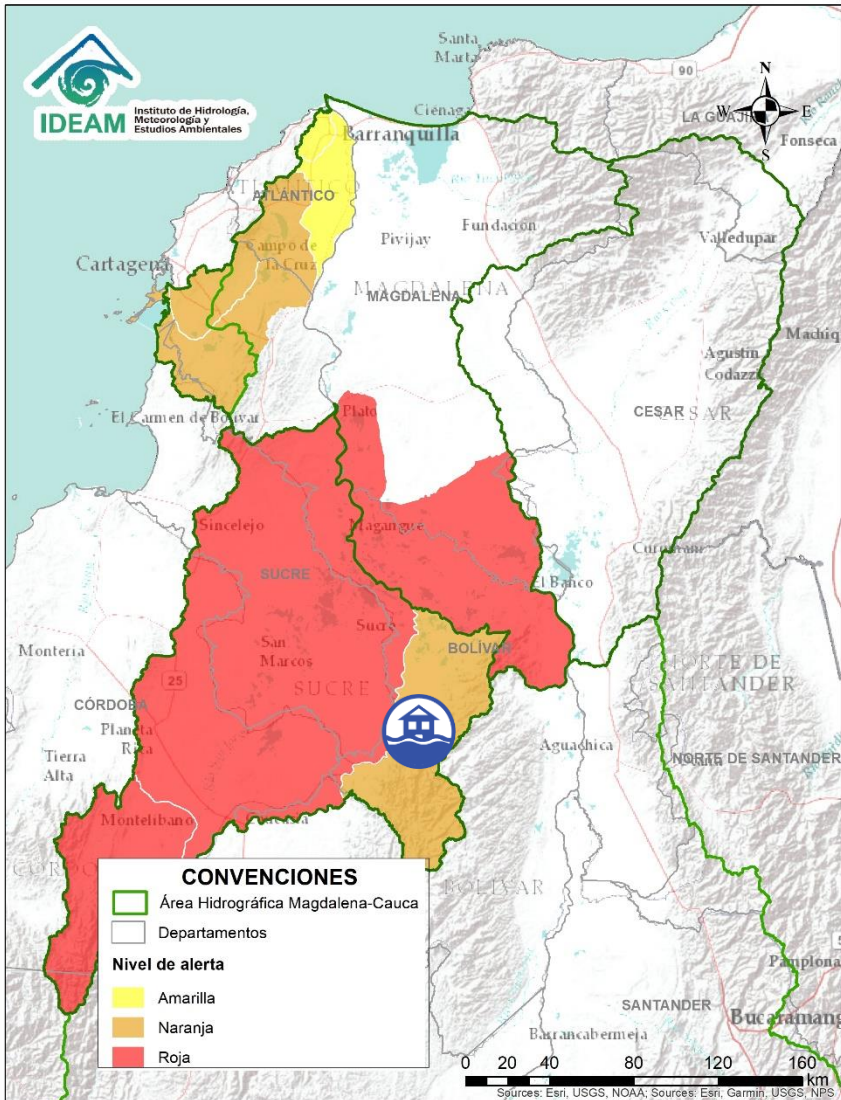 IDEAM
Instituto de Hidrología,
Meteorología y
Estudios Ambientales
Santa
Marta
90
N
W
E
S
LA GUAJIRA
Fonseca
Ciénaga
Barranquilla
ATLÁNTICO
Cartagena
Campo de
la Cruz
Pivijay
Fundación
Valledupar
MAGDALENA
MAGDALENA
Machiq
Agustín
Codazzi
CESAR
CESAR
El Carmen de Bolívar
Plato
Sincelejo
Magangué
Curumaní
El Banco
SUCRE
Sucre
BOLÍVAR
Montería
San
Marcos
SUCRE
NORTE DE
SANTANDER
25
CÓRDOBA
Planeta
Rica
Tierra
Alta
Aguachica
NORTE DE SANTANDER
Montelíbano
Caucasia
BOLÍVAR
CONVENCIONES
Área Hidrográfica Magdalena-Cauca
Departamentos
Nivel de alerta
Amarilla
Naranja
Roja
Pamplona
SANTANDER
Bucaramang
Barrancabermeja
0 20 40 80 120 160
km
Sources: Esri, USGS, NOAA; Sources: Esri, Garmin, USGS, NPS